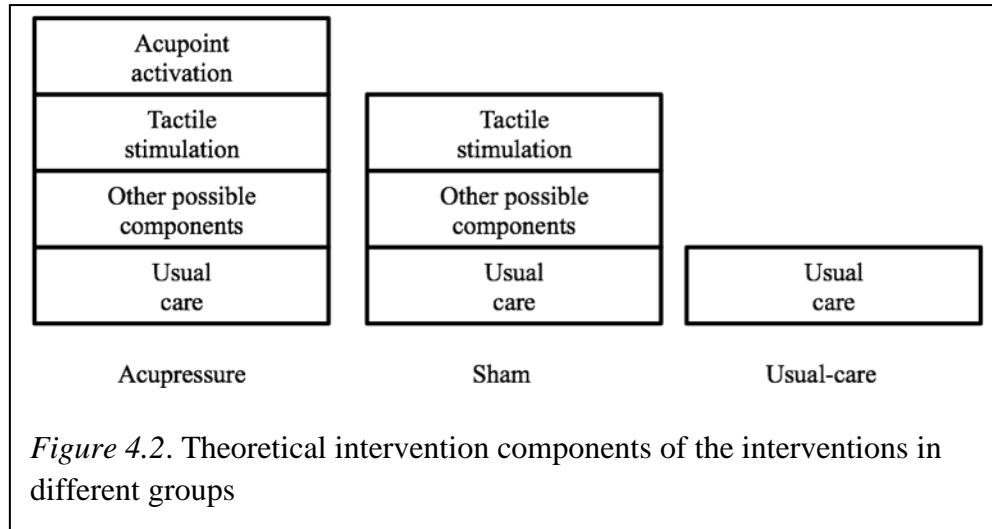 Acupoint
activation
Tactile
stimulation
Other possible
components
Usual
care
Acupressure
Tactile
stimulation
Other possible
components
Usual
care
Sham
Usual
care
Usual-care
Figure 4.2. Theoretical intervention components of the interventions in
different groups